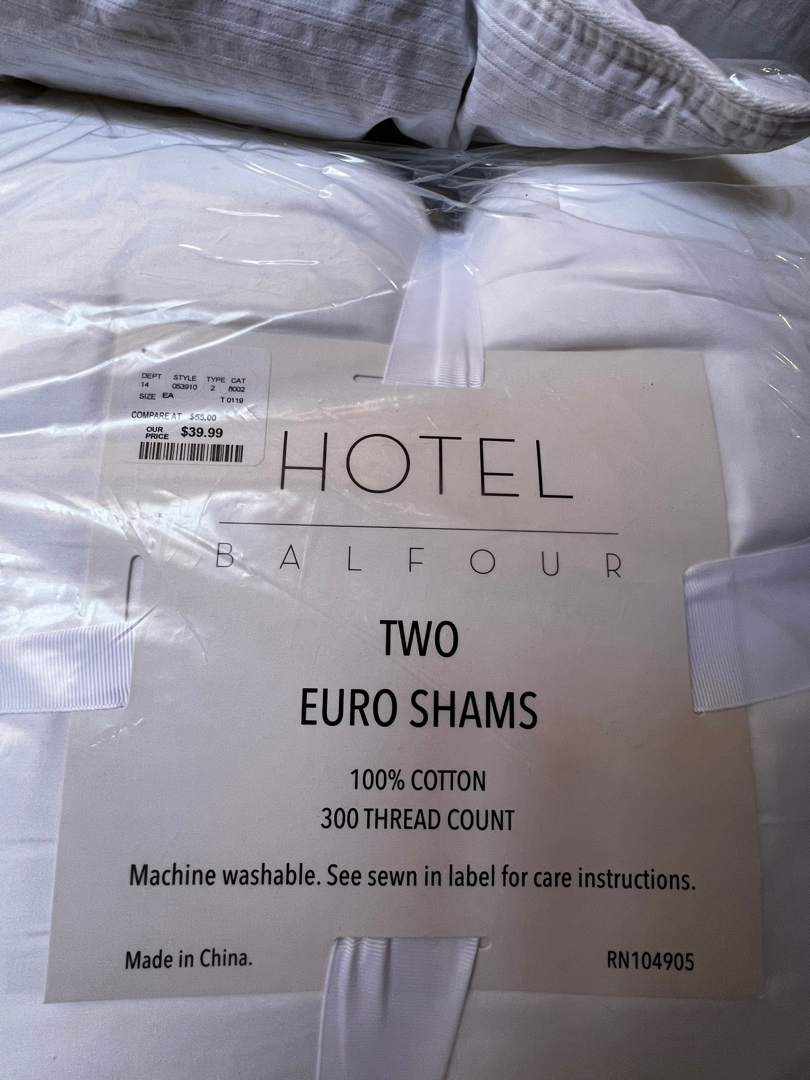 DEPT STYLE TYPE CAT
14 053910 2 8002
SIZE EA T 0119
COMPARE AT $55.00
OUR PRICE $39.99
HOTEL
BALFOUR
TWO
EURO SHAMS
100% COTTON
300 THREAD COUNT
Machine washable. See sewn in label for care instructions.
Made in China. RN104905